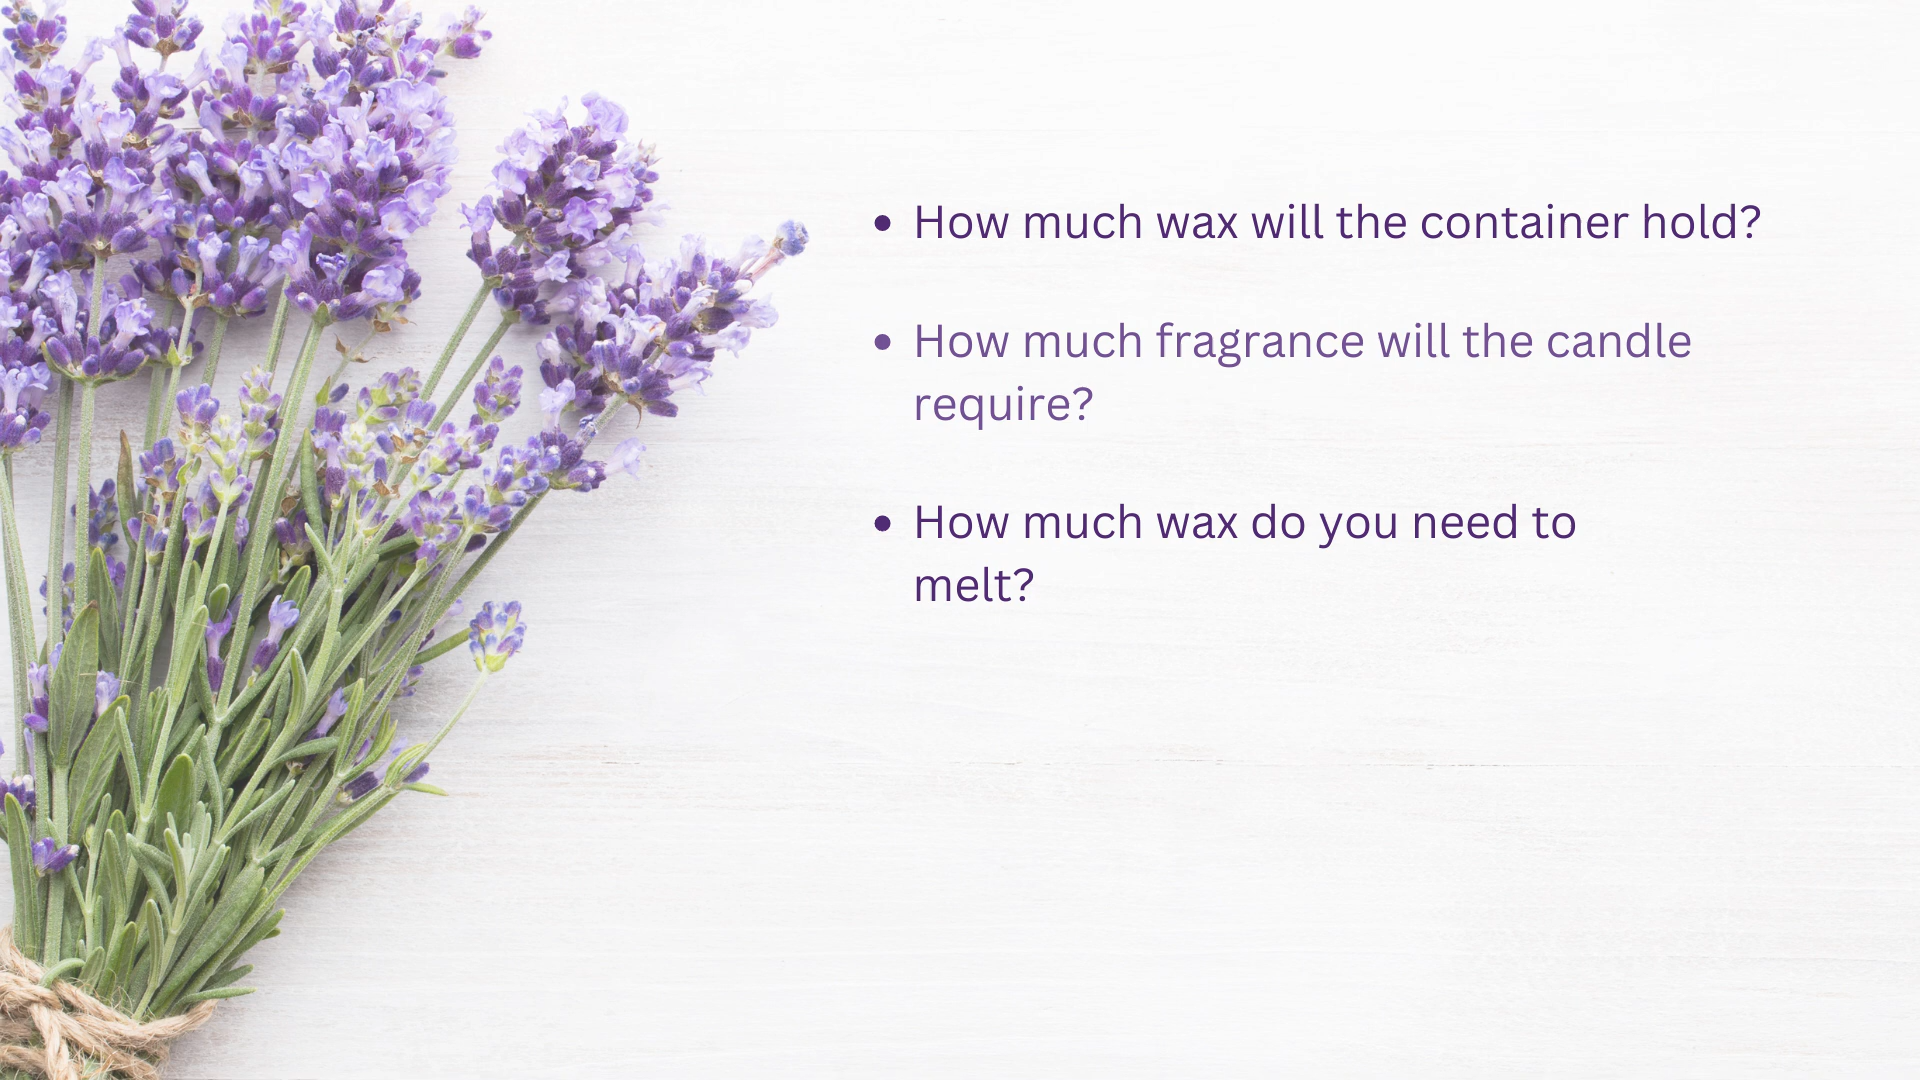 • How much wax will the container hold?
• How much fragrance will the candle
require?
• How much wax do you need to
melt?